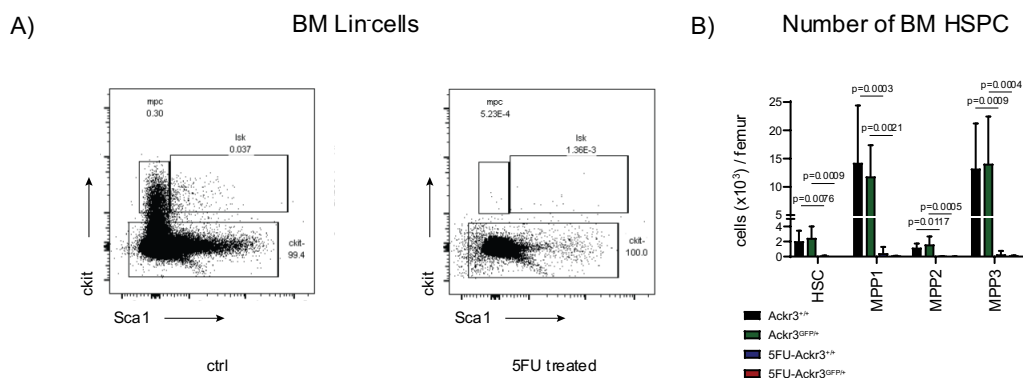 A)
BM Lin⁻cells
mpc
0.30
lsk
0.037
ckit-
99.4
ckit
Sca1
ctrl
mpc
5.23E-4
lsk
1.36E-3
ckit-
100.0
ckit
Sca1
5FU treated
B)
Number of BM HSPC
p=0.0004
p=0.0003
p=0.0009
p=0.0021
p=0.0009
p=0.0076
p=0.0005
p=0.0117
25
20
15
10
5
4
2
0
cells (x10³) / femur
HSC
MPP1
MPP2
MPP3
Ackr3⁺/⁺
Ackr3ᴳᶠᴾ/⁺
5FU-Ackr3⁺/⁺
5FU-Ackr3ᴳᶠᴾ/⁺